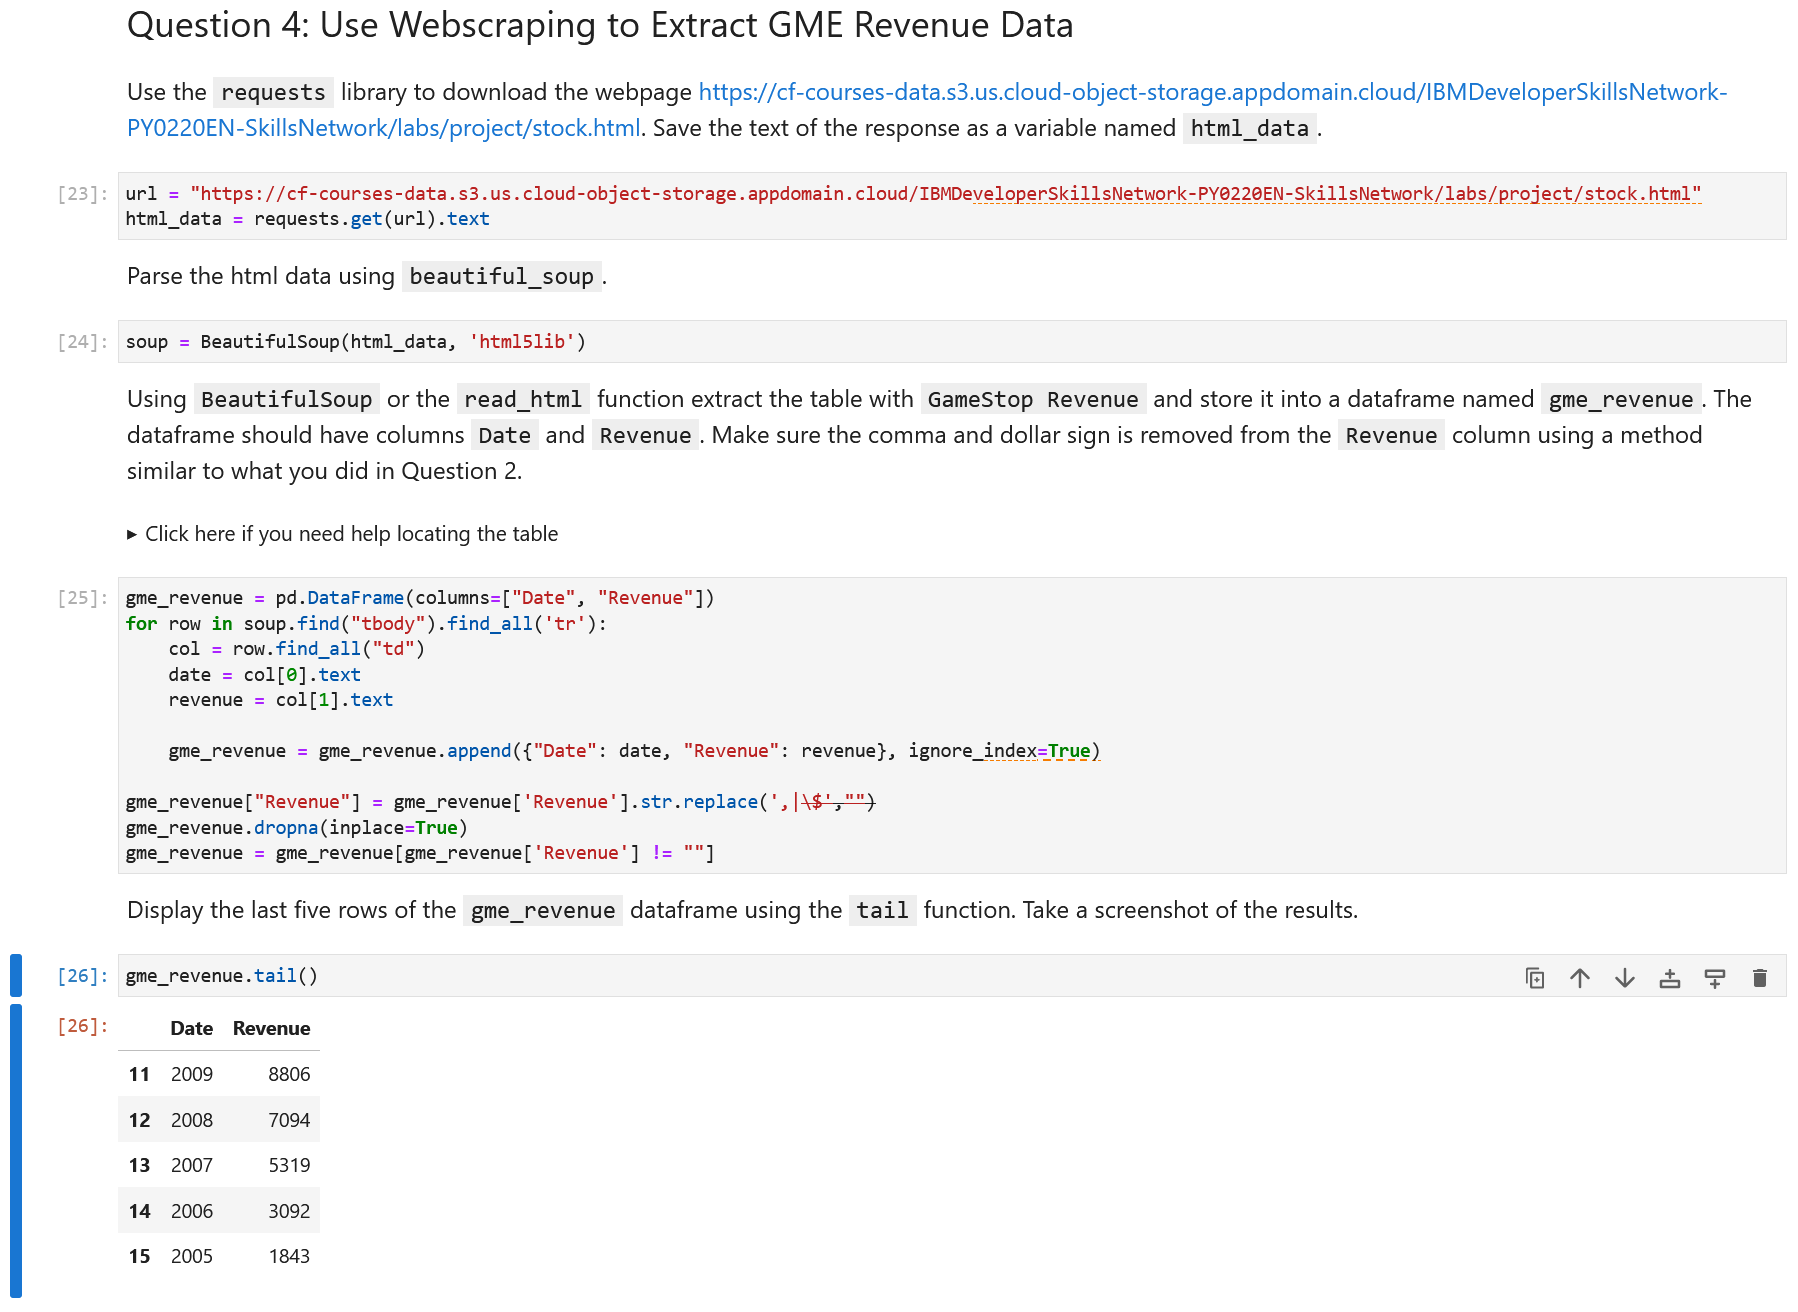 Question 4: Use Webscraping to Extract GME Revenue Data
Use the requests library to download the webpage https://cf-courses-data.s3.us.cloud-object-storage.appdomain.cloud/IBMDeveloperSkillsNetwork-
PY0220EN-SkillsNetwork/labs/project/stock.html. Save the text of the response as a variable named html_data.
[23]: url = "https://cf-courses-data.s3.us.cloud-object-storage.appdomain.cloud/IBMDeveloperSkillsNetwork-PY0220EN-SkillsNetwork/labs/project/stock.html"
html_data = requests.get(url).text
Parse the html data using beautiful_soup.
[24]: soup = BeautifulSoup(html_data, 'html5lib')
Using BeautifulSoup or the read_html function extract the table with GameStop Revenue and store it into a dataframe named gme_revenue. The
dataframe should have columns Date and Revenue. Make sure the comma and dollar sign is removed from the Revenue column using a method
similar to what you did in Question 2.
▸ Click here if you need help locating the table
[25]: gme_revenue = pd.DataFrame(columns=["Date", "Revenue"])
for row in soup.find("tbody").find_all('tr'):
    col = row.find_all("td")
    date = col[0].text
    revenue = col[1].text
    gme_revenue = gme_revenue.append({"Date": date, "Revenue": revenue}, ignore_index=True)
gme_revenue["Revenue"] = gme_revenue['Revenue'].str.replace(',|\$',"")
gme_revenue.dropna(inplace=True)
gme_revenue = gme_revenue[gme_revenue['Revenue'] != ""]
Display the last five rows of the gme_revenue dataframe using the tail function. Take a screenshot of the results.
[26]: gme_revenue.tail()
[26]: Date Revenue
11 2009 8806
12 2008 7094
13 2007 5319
14 2006 3092
15 2005 1843